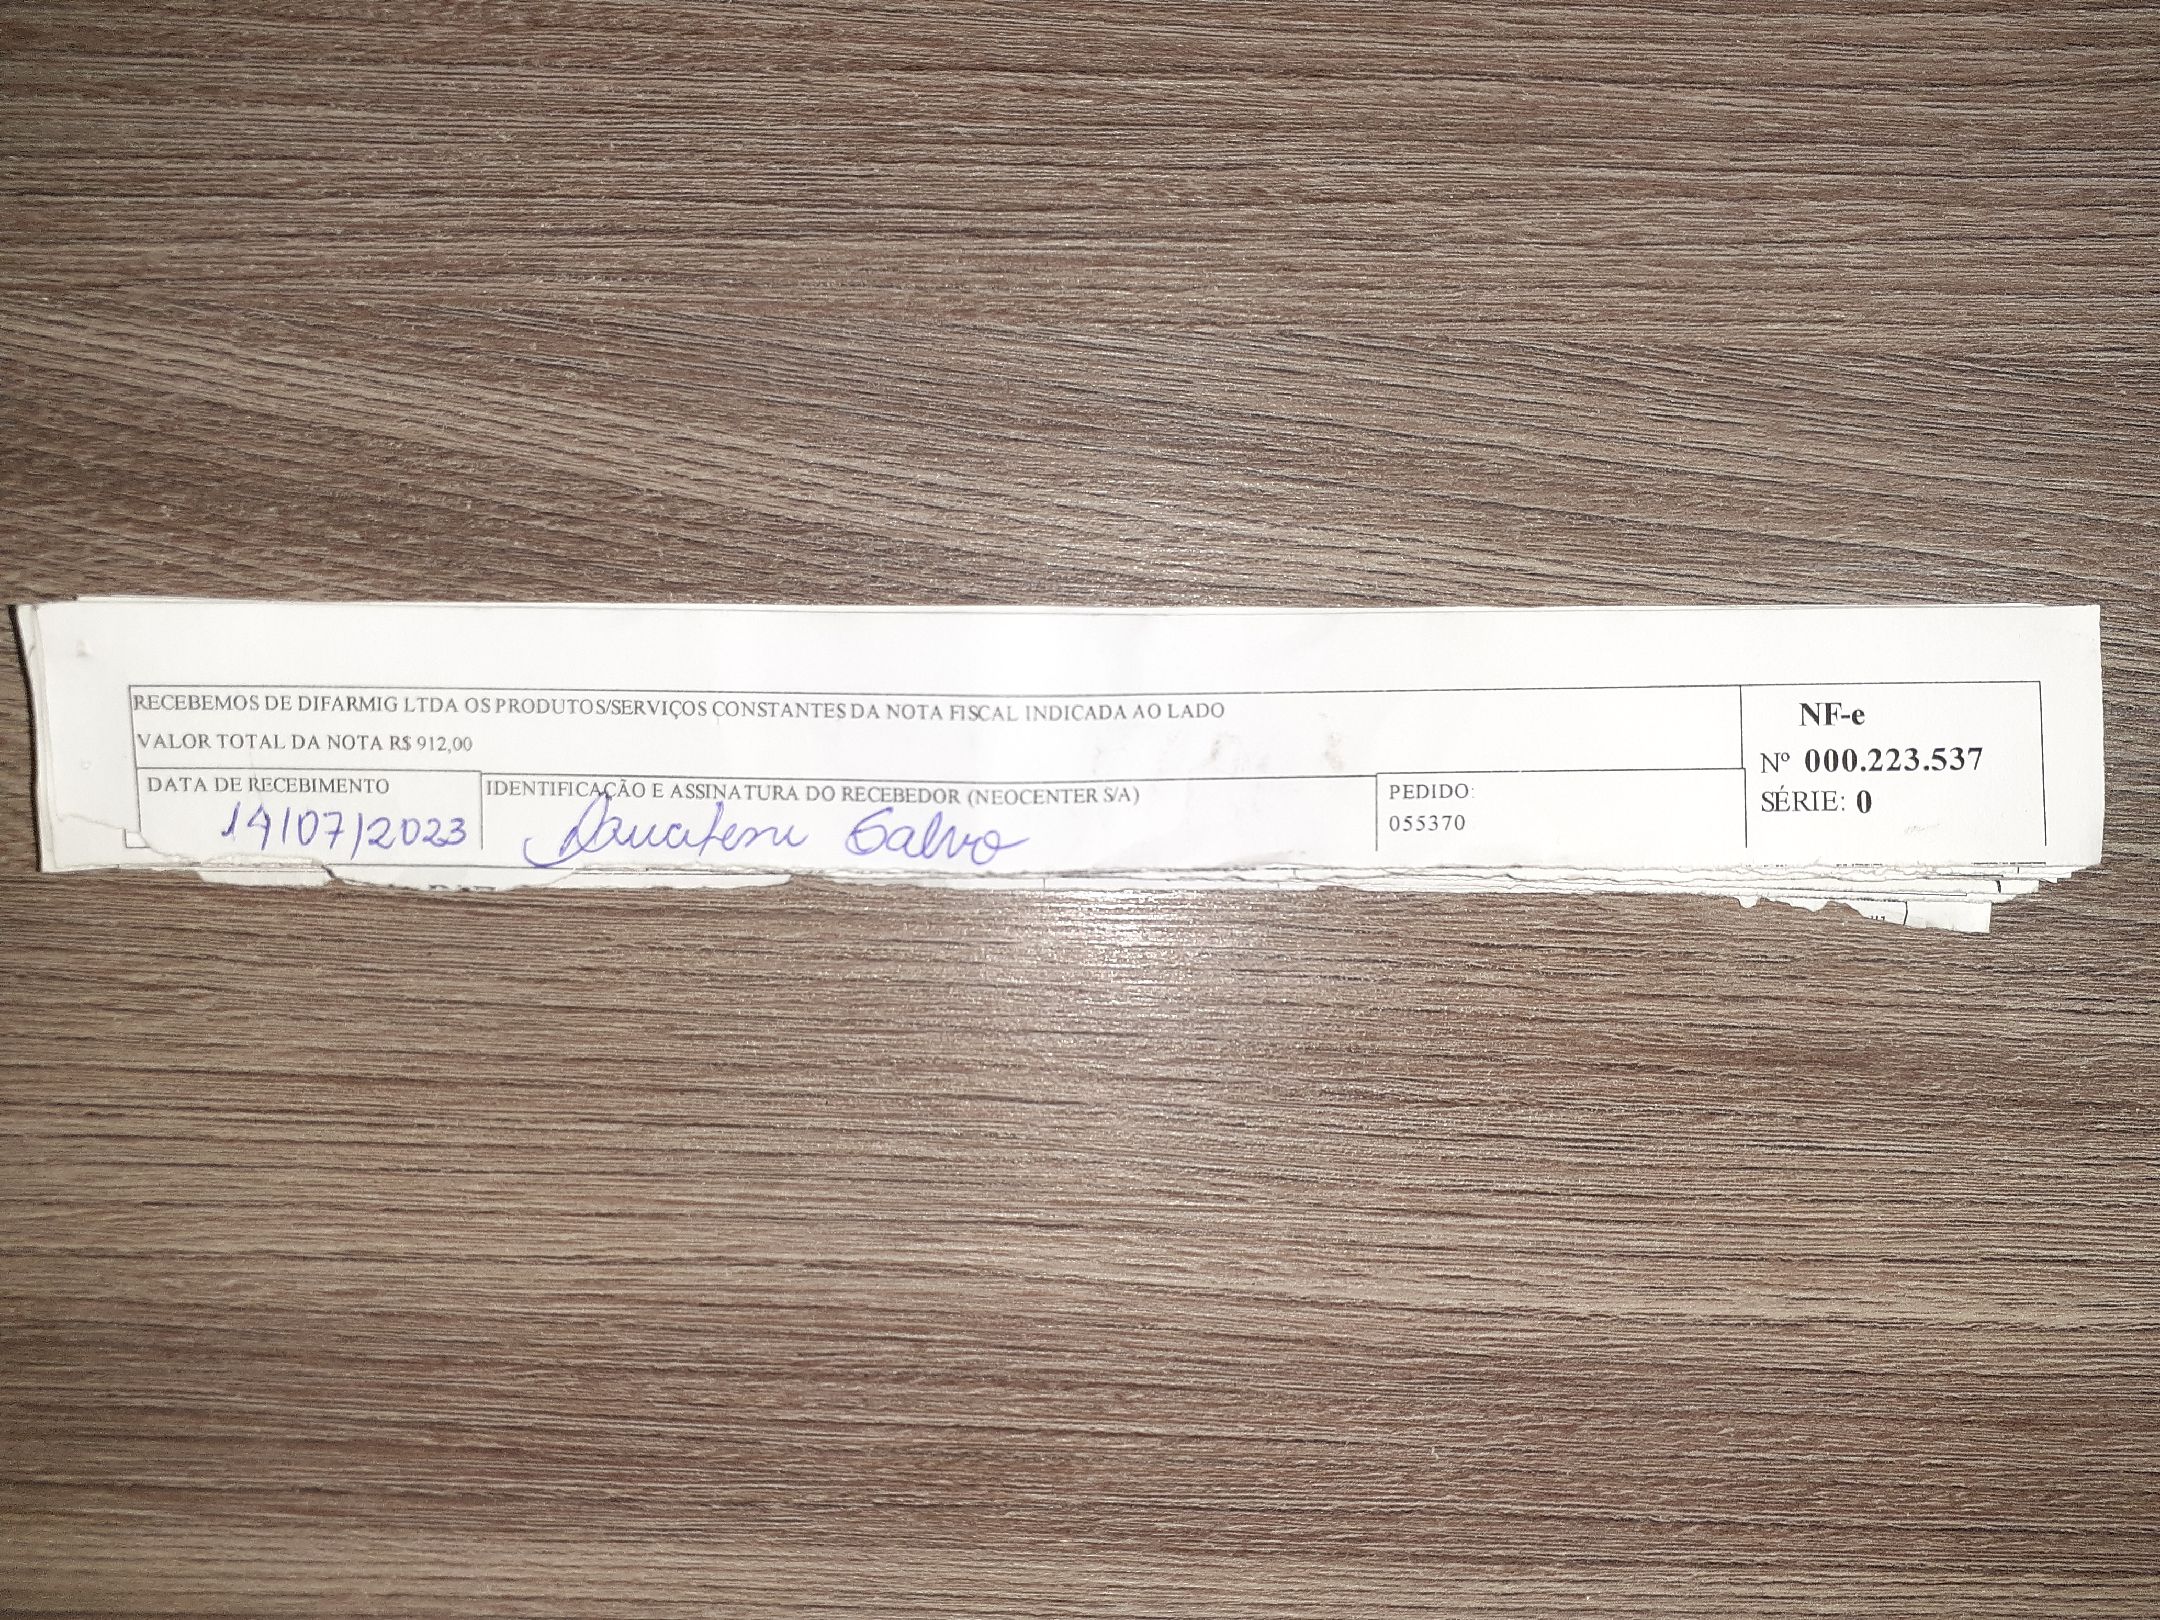 RECEBEMOS DE DIFARMIG LTDA OS PRODUTOS/SERVIÇOS CONSTANTES DA NOTA FISCAL INDICADA AO LADO
VALOR TOTAL DA NOTA R$ 912,00
DATA DE RECEBIMENTO
/07/2023
IDENTIFICAÇÃO E ASSINATURA DO RECEBEDOR (NEOCENTER S/A)
Galvo
PEDIDO:
055370
NF-e
Nº 000.223.537
SÉRIE: 0